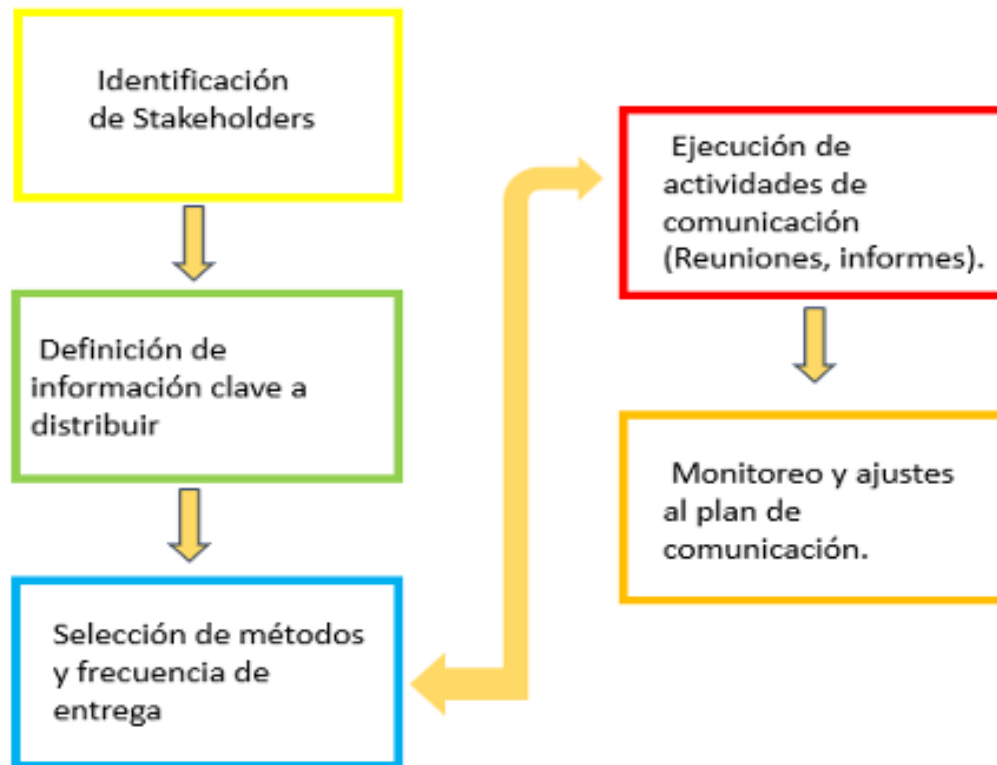 Identificación
de Stakeholders
Definición de
información clave a
distribuir
Selección de métodos
y frecuencia de
entrega
Ejecución de
actividades de
comunicación
(Reuniones, informes).
Monitoreo y ajustes
al plan de
comunicación.